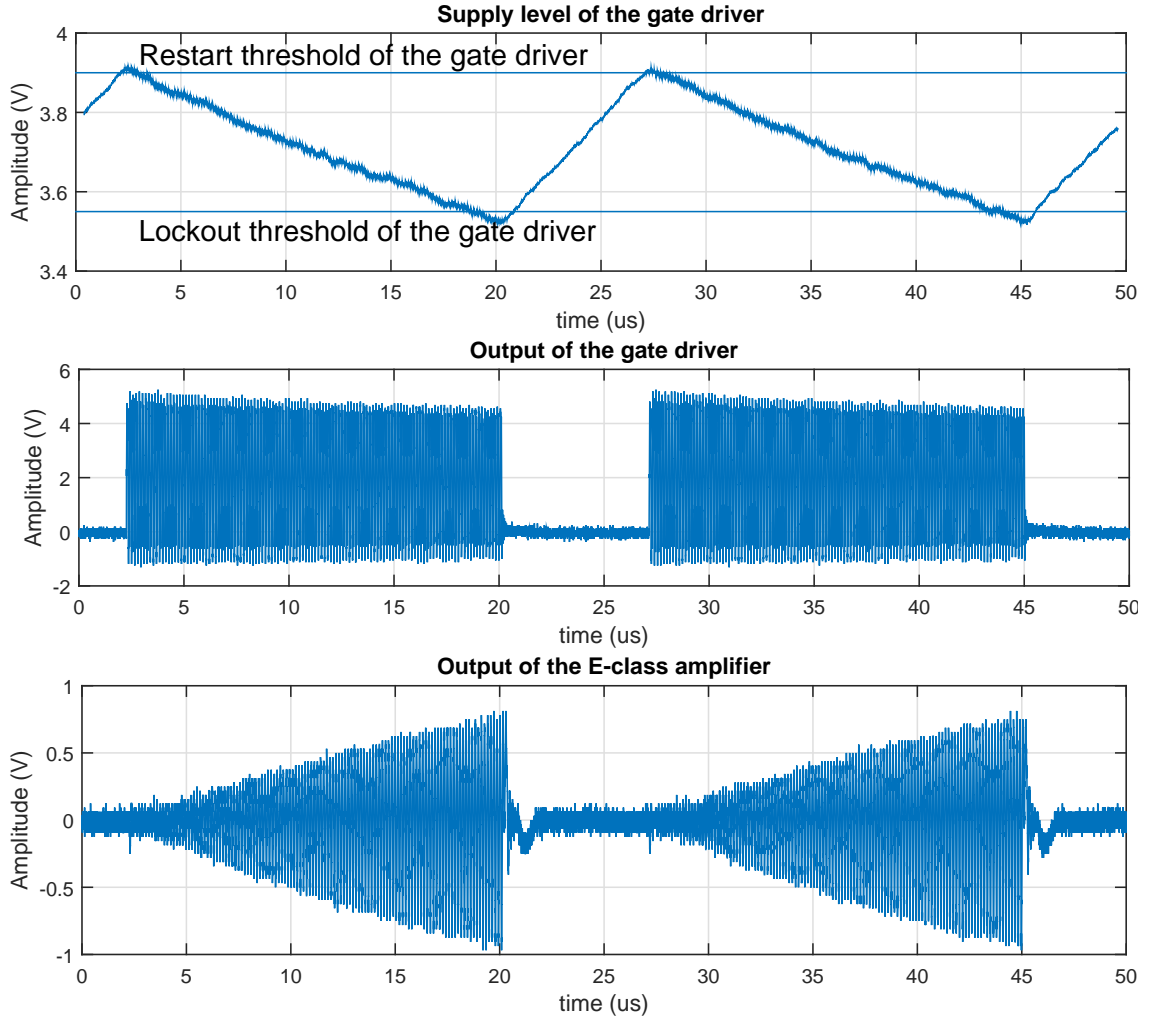 Supply level of the gate driver
4
Restart threshold of the gate driver
3.8
3.6
Lockout threshold of the gate driver
3.4
Amplitude (V)
0 5 10 15 20 25 30 35 40 45 50
time (us)
Output of the gate driver
6
4
2
0
-2
Amplitude (V)
0 5 10 15 20 25 30 35 40 45 50
time (us)
Output of the E-class amplifier
1
0.5
0
-0.5
-1
Amplitude (V)
0 5 10 15 20 25 30 35 40 45 50
time (us)